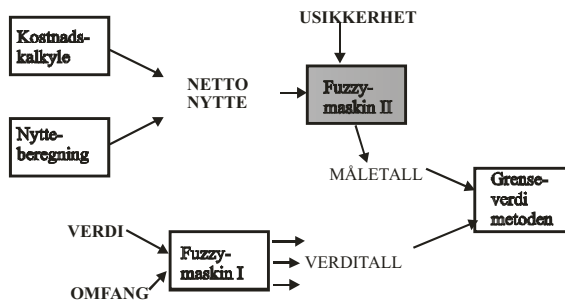 USIKKERHET
Kostnads-
kalkyle
NETTO
NYTTE
Fuzzy-
maskin II
Nytte-
beregning
MÅLETALL
Grense-
verdi
metoden
VERDI
Fuzzy-
maskin I
VERDITALL
OMFANG